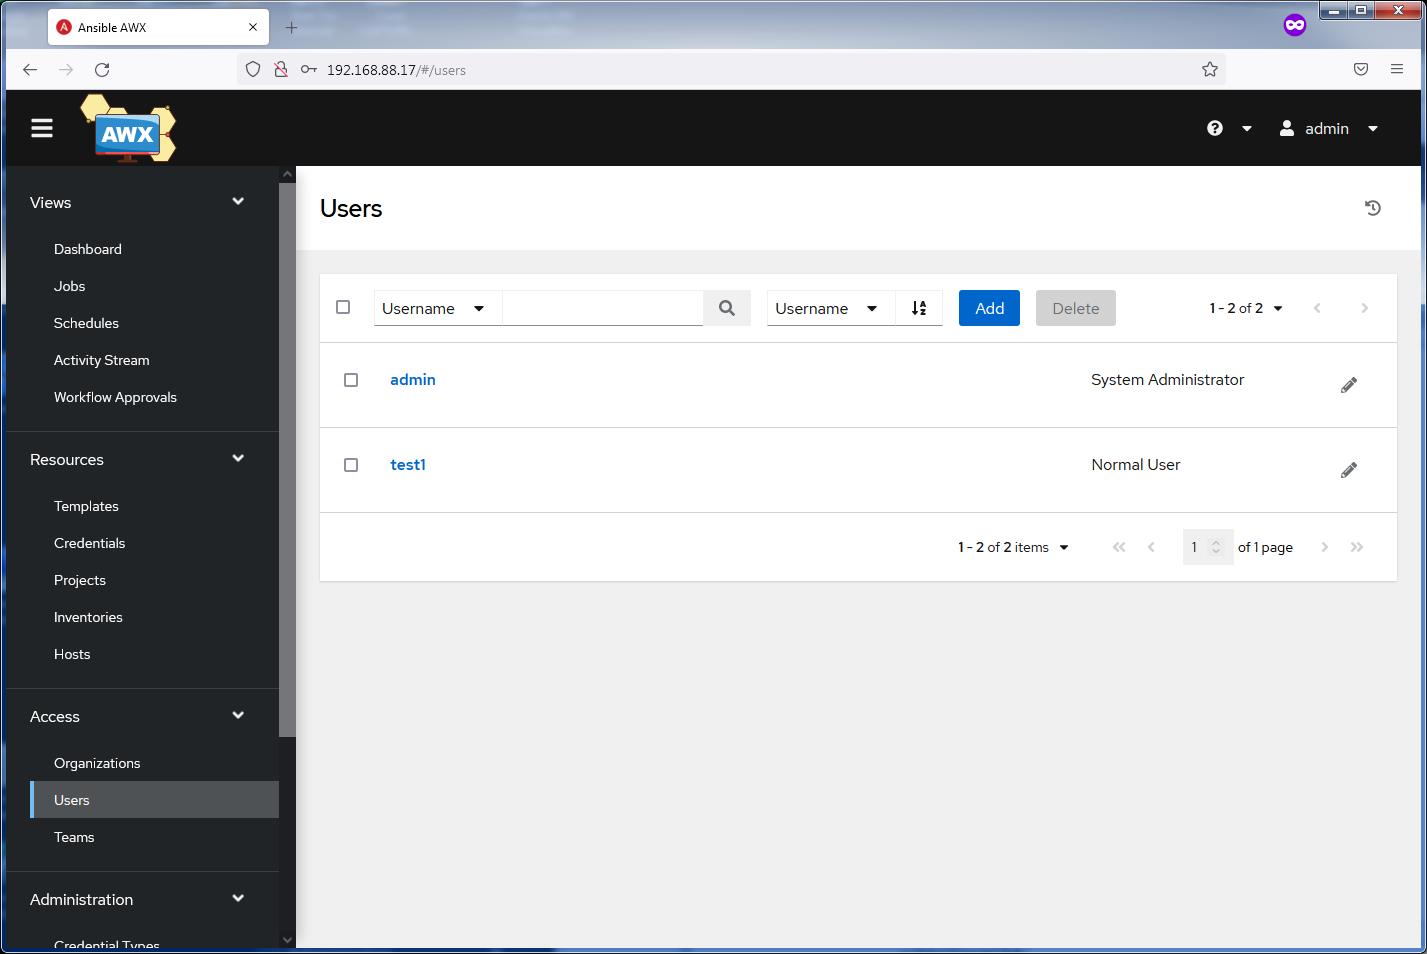 Ansible AWX
192.168.88.17/#/users
AWX
admin
Views
Dashboard
Jobs
Schedules
Activity Stream
Workflow Approvals
Resources
Templates
Credentials
Projects
Inventories
Hosts
Access
Organizations
Users
Teams
Administration
Credential Types
Users
Username Username Add Delete 1 - 2 of 2
admin System Administrator
test1 Normal User
1 - 2 of 2 items 1 of 1 page